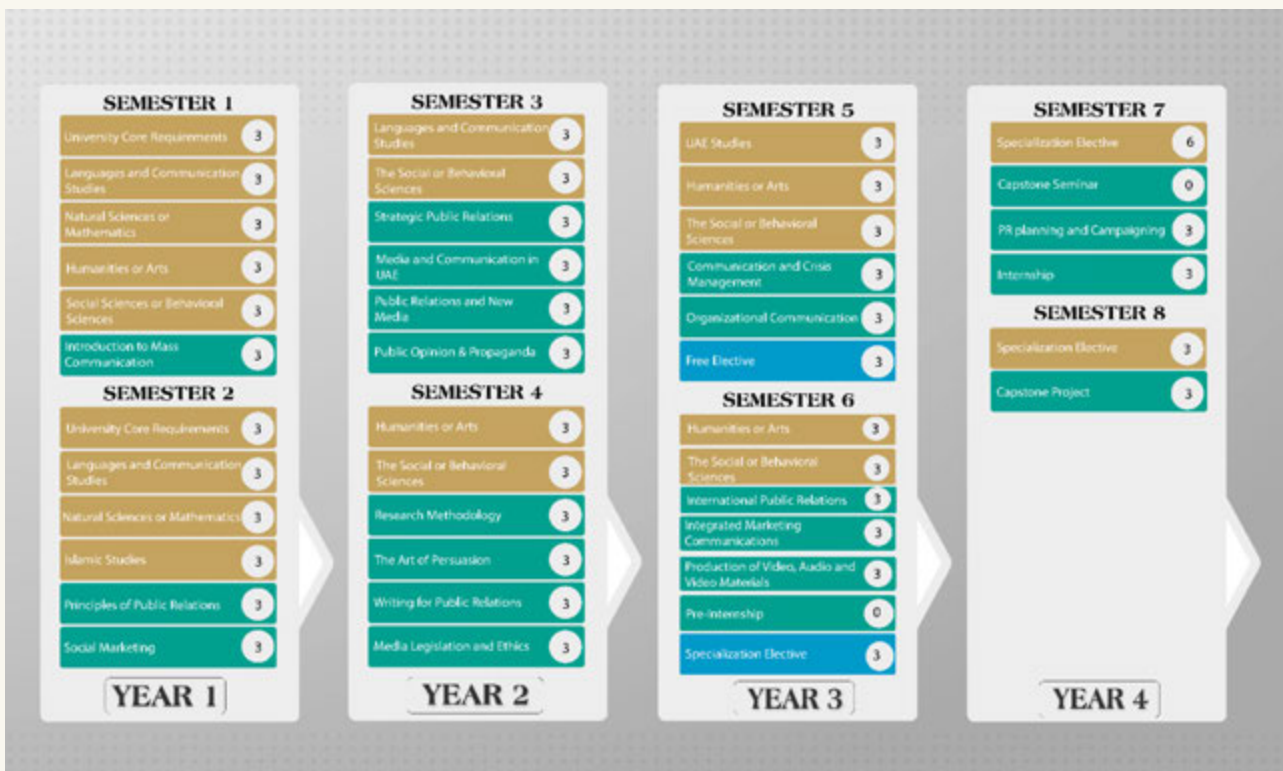 SEMESTER 1
University Core Requirements 3
Languages and Communication
Studies 3
Natural Sciences or
Mathematics 3
Humanities or Arts 3
Social Sciences or Behavioral
Sciences 3
Introduction to Mass
Communication 3
SEMESTER 2
University Core Requirements 3
Languages and Communication
Studies 3
Natural Sciences or Mathematics 3
Islamic Studies 3
Principles of Public Relations 3
Social Marketing 3
YEAR 1
SEMESTER 3
Languages and Communication
Studies 3
The Social or Behavioral
Sciences 3
Strategic Public Relations 3
Media and Communication in
UAE 3
Public Relations and New
Media 3
Public Opinion & Propaganda 3
SEMESTER 4
Humanities or Arts 3
The Social or Behavioral
Sciences 3
Research Methodology 3
The Art of Persuasion 3
Writing for Public Relations 3
Media Legislation and Ethics 3
YEAR 2
SEMESTER 5
UAE Studies 3
Humanities or Arts 3
The Social or Behavioral
Sciences 3
Communication and Crisis
Management 3
Organizational Communication 3
Free Elective 3
SEMESTER 6
Humanities or Arts 3
The Social or Behavioral
Sciences 3
International Public Relations 3
Integrated Marketing
Communications 3
Production of Video, Audio and
Video Materials 3
Pre-Internship 0
Specialization Elective 3
YEAR 3
SEMESTER 7
Specialization Elective 6
Capstone Seminar 0
PR planning and Campaigning 3
Internship 3
SEMESTER 8
Specialization Elective 3
Capstone Project 3
YEAR 4